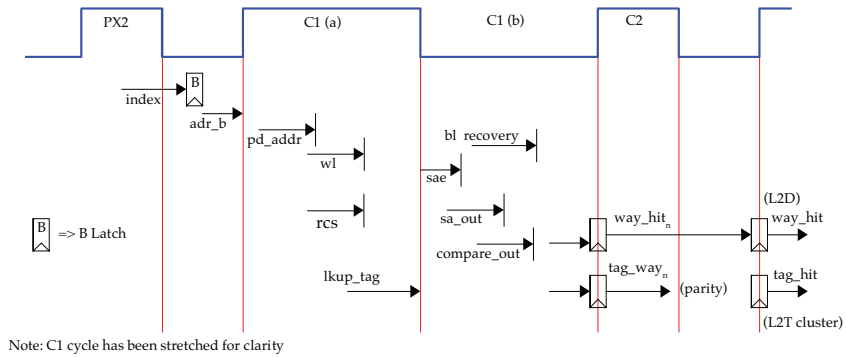 PX2
C1 (a)
C1 (b)
C2
B
index
adr_b
pd_addr
bl_recovery
wl
sae
(L2D)
rcs
sa_out
way_hit_n
way_hit
B
=> B Latch
compare_out
lkup_tag
tag_way_n
(parity)
tag_hit
(L2T cluster)
Note: C1 cycle has been stretched for clarity